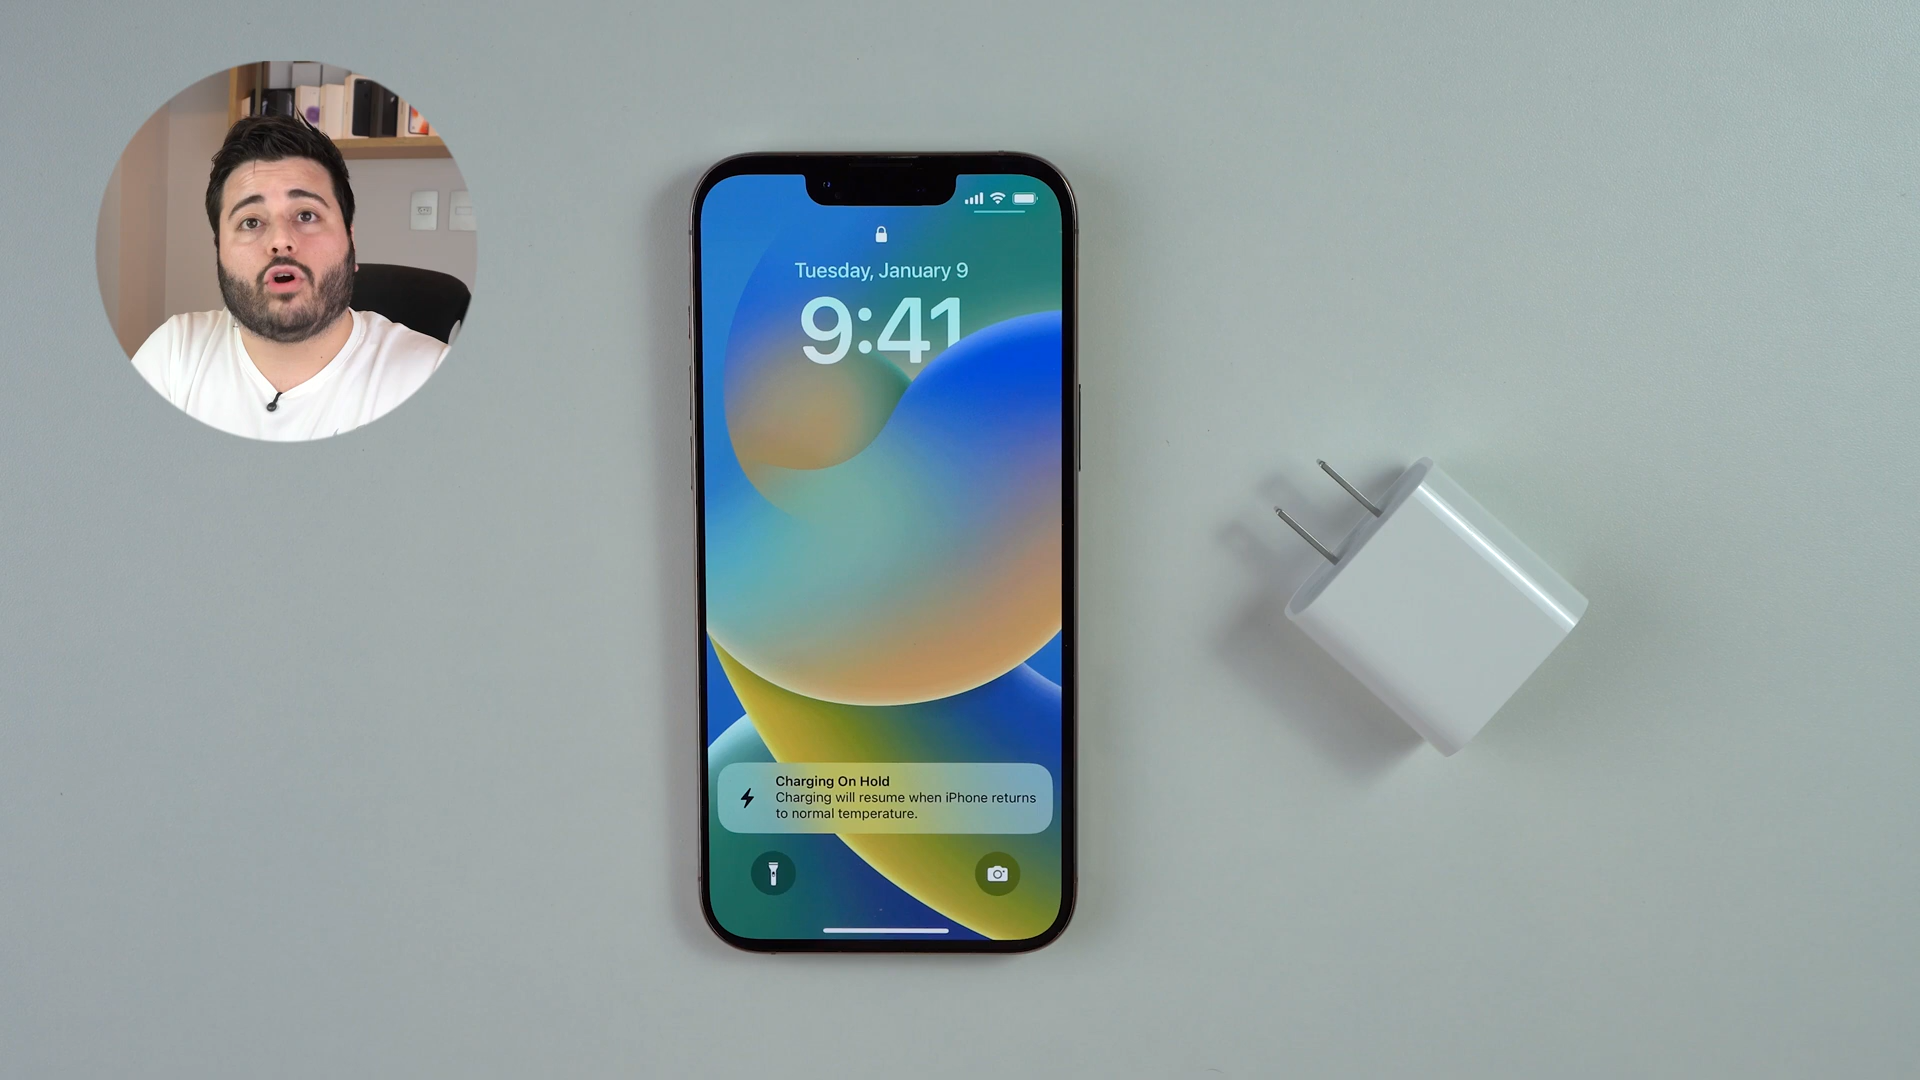 Tuesday, January 9
9:41
Charging On Hold
Charging will resume when iPhone returns
to normal temperature.